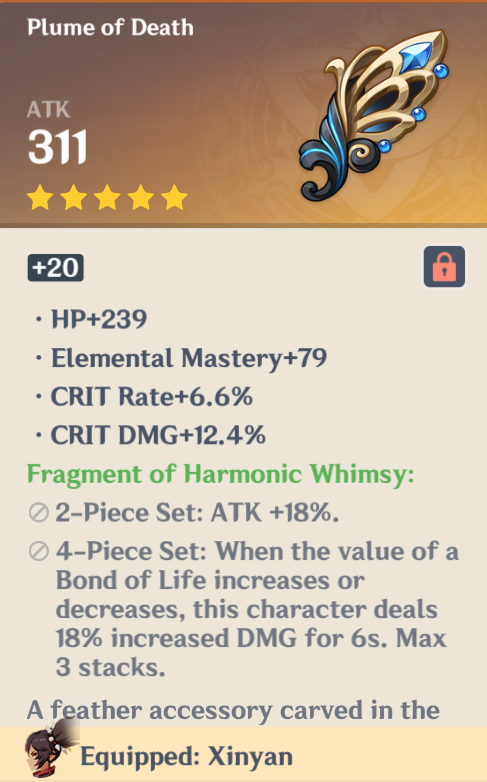 Plume of Death
ATK
311
+20
· HP+239
· Elemental Mastery+79
· CRIT Rate+6.6%
· CRIT DMG+12.4%
Fragment of Harmonic Whimsy:
2-Piece Set: ATK +18%.
4-Piece Set: When the value of a
Bond of Life increases or
decreases, this character deals
18% increased DMG for 6s. Max
3 stacks.
A feather accessory carved in the
Equipped: Xinyan